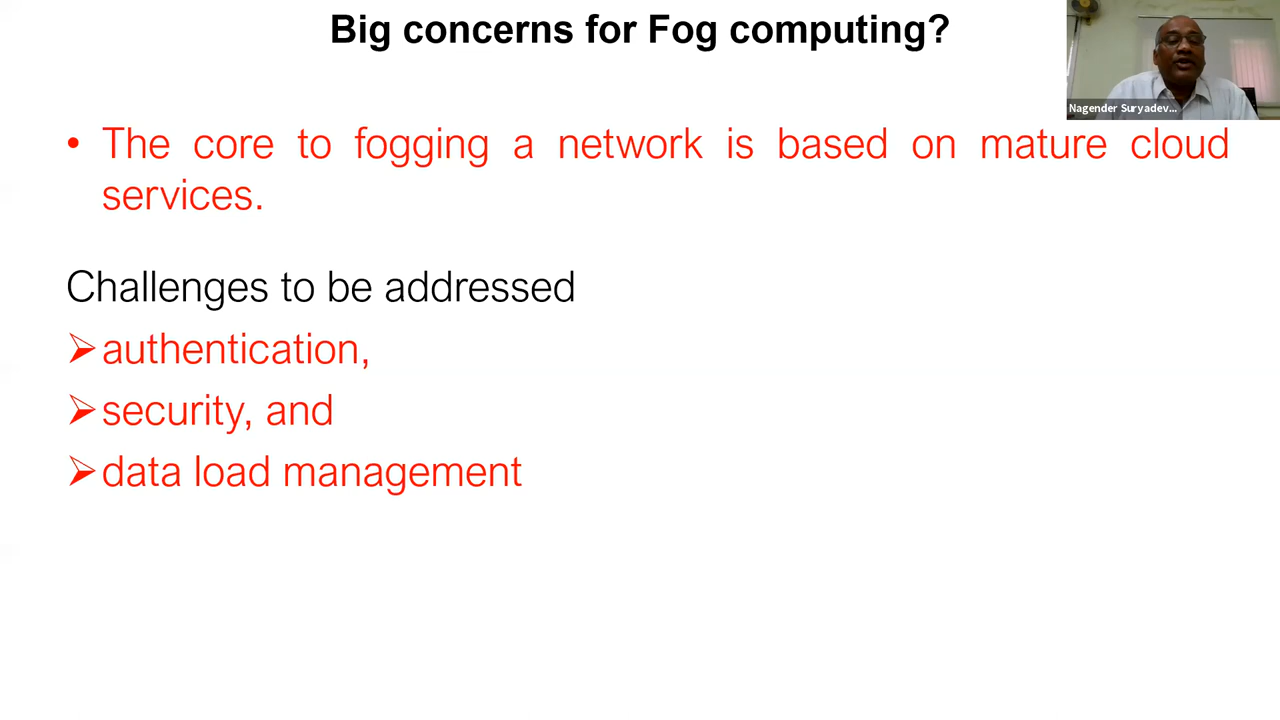 Big concerns for Fog computing?
Nagender Suryadev...
• The core to fogging a network is based on mature cloud
services.
Challenges to be addressed
➢authentication,
➢security, and
➢data load management